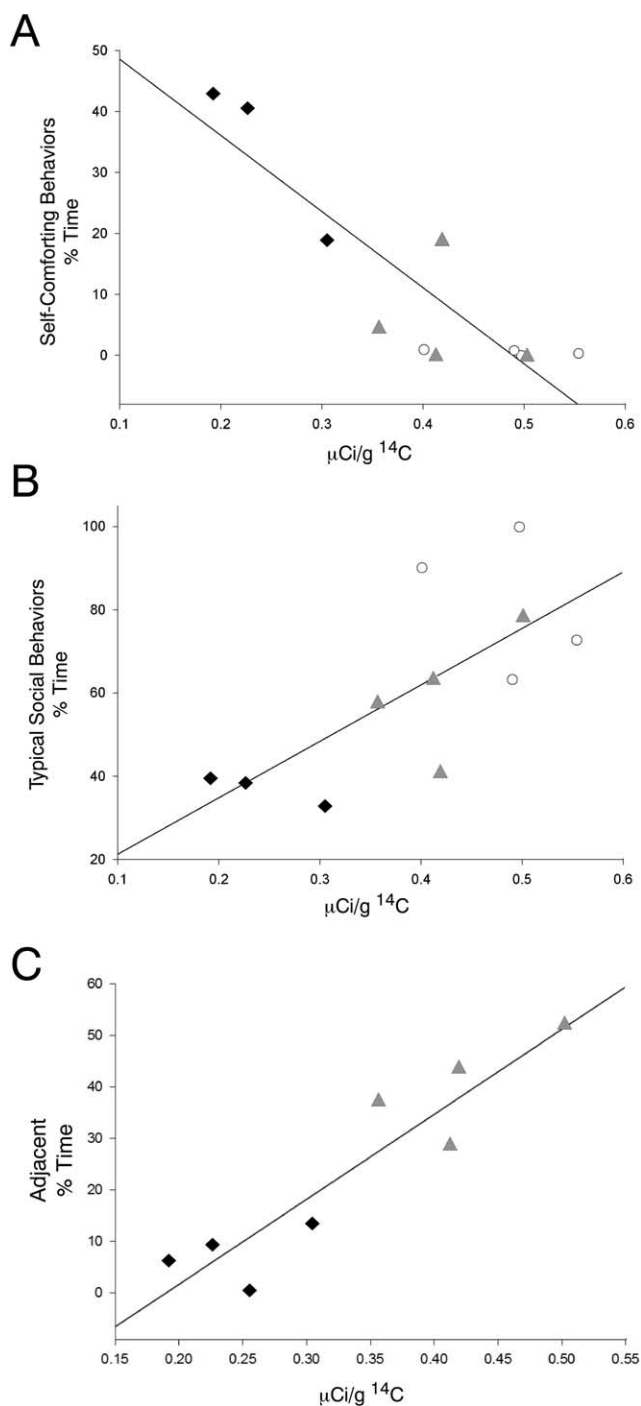 A
50
40
30
20
10
0
Self-Comforting Behaviors
% Time
0.1 0.2 0.3 0.4 0.5 0.6
μCi/g ¹⁴C
B
100
80
60
40
20
Typical Social Behaviors
% Time
0.1 0.2 0.3 0.4 0.5 0.6
μCi/g ¹⁴C
C
60
50
40
30
20
10
0
Adjacent
% Time
0.15 0.20 0.25 0.30 0.35 0.40 0.45 0.50 0.55
μCi/g ¹⁴C